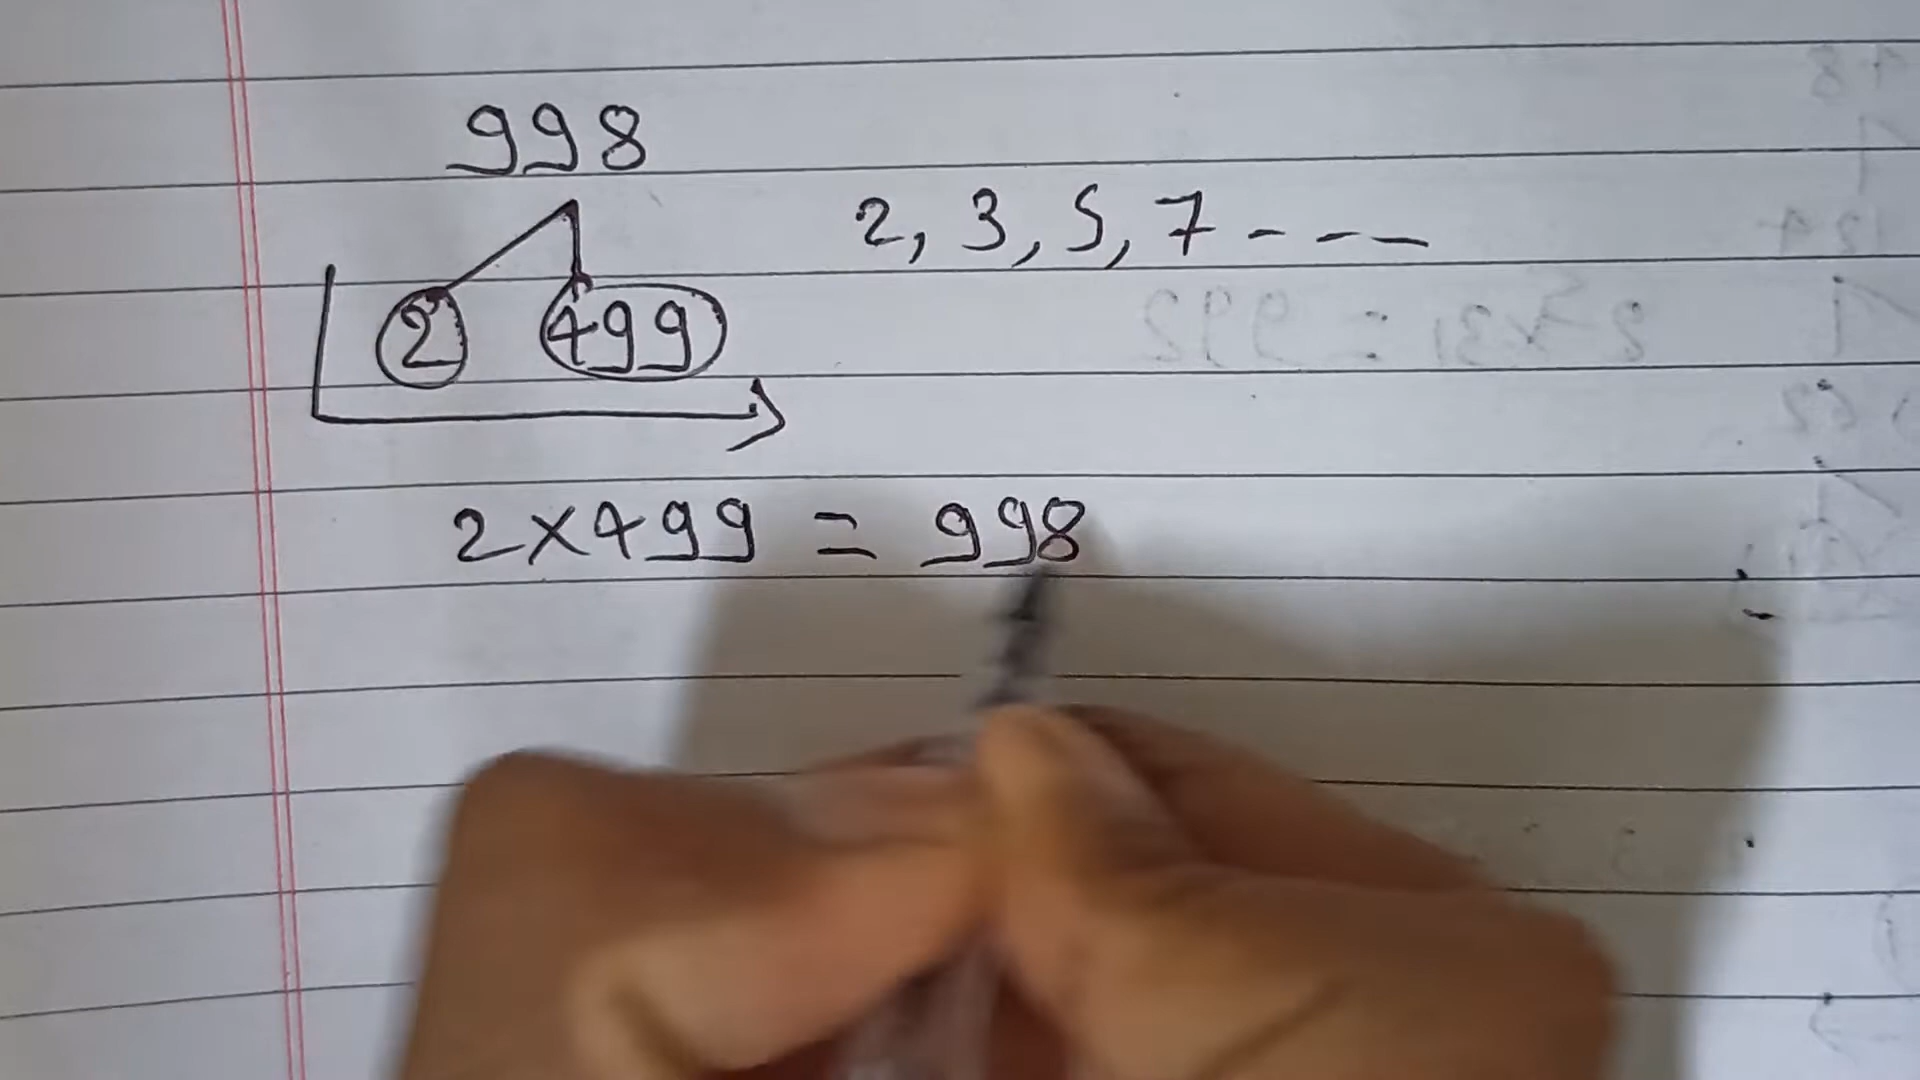 998
2, 3, 5, 7 - - —
2 499
2 x 499 = 998